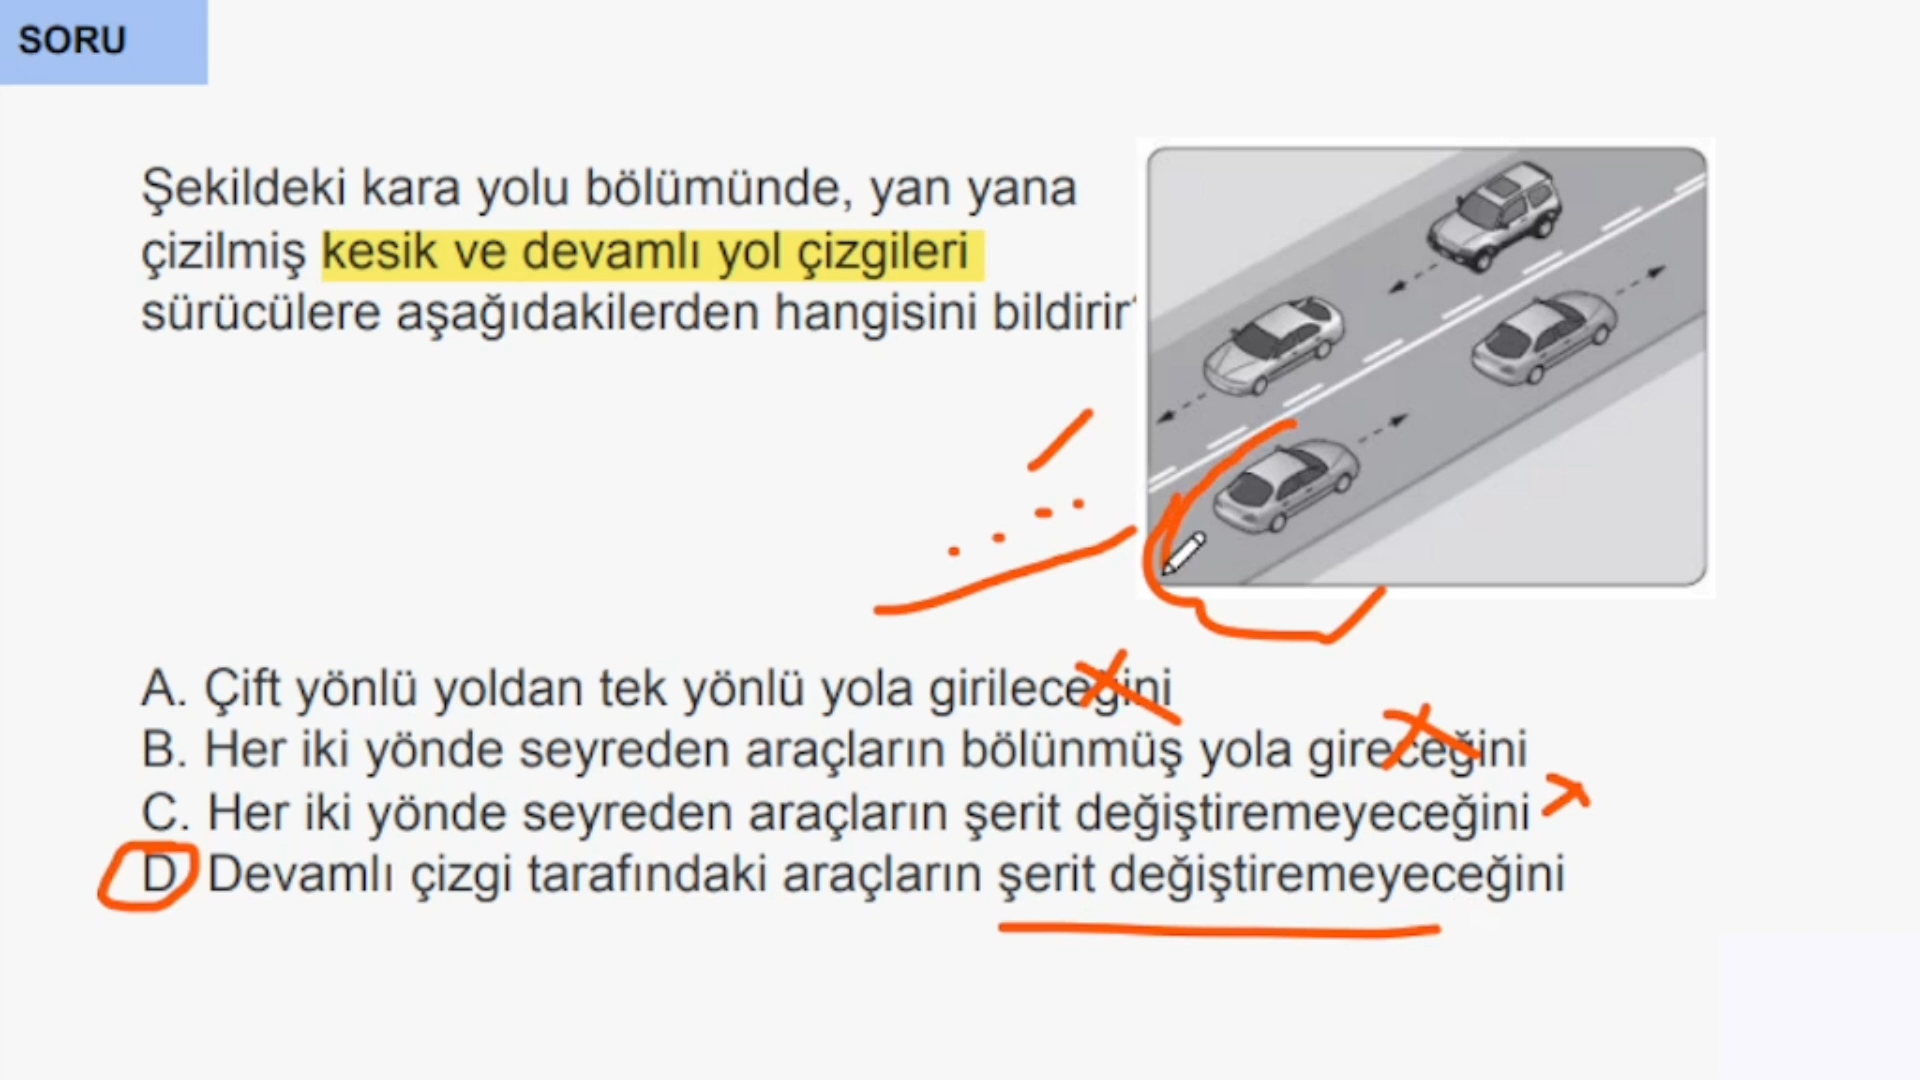 SORU
Şekildeki kara yolu bölümünde, yan yana
çizilmiş kesik ve devamlı yol çizgileri
sürücülere aşağıdakilerden hangisini bildirir
A. Çift yönlü yoldan tek yönlü yola girileceğini
B. Her iki yönde seyreden araçların bölünmüş yola gireceğini
C. Her iki yönde seyreden araçların şerit değiştiremeyeceğini
D Devamlı çizgi tarafındaki araçların şerit değiştiremeyeceğini